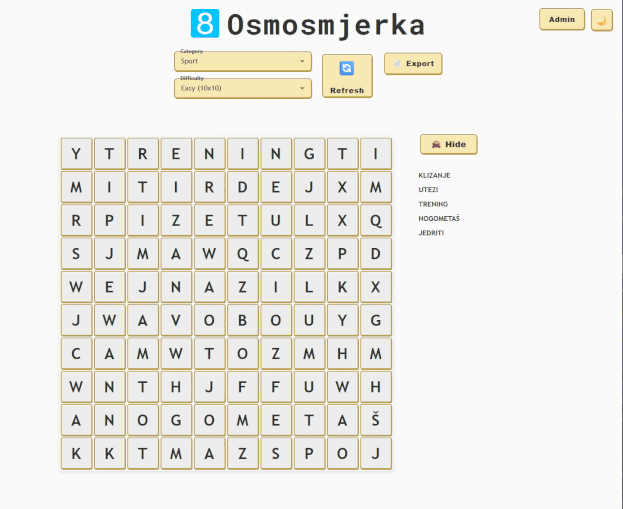 8 Osmosmjerka
Admin
Category
Sport
Difficulty
Easy (10x10)
Refresh
Export
Hide
Y T R E N I N G T I
M I T I R D E J X M
R P I Z E T U L X Q
S J M A W Q C Z P D
W E J N A Z I L K X
J W A V O B O U Y G
C A M W T O Z M H M
W N T H J F F U W H
A N O G O M E T A Š
K K T M A Z S P O J
KLIZANJE
UTEZI
TRENING
NOGOMETAŠ
JEDRITI